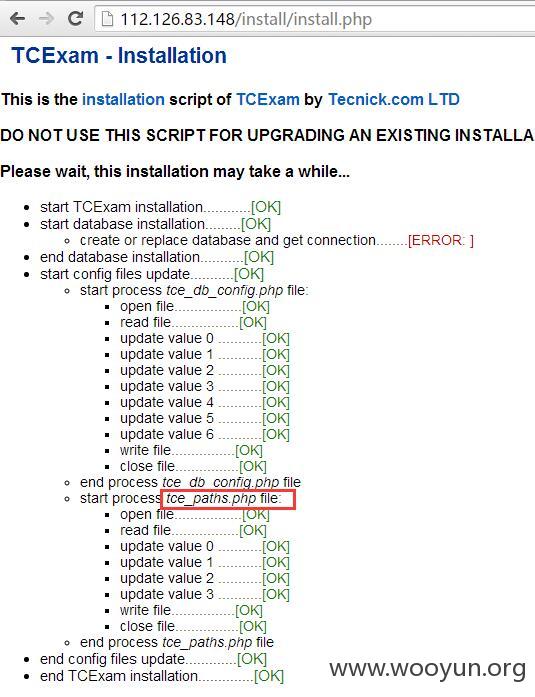 112.126.83.148/install/install.php
TCExam - Installation
This is the installation script of TCExam by Tecnick.com LTD
DO NOT USE THIS SCRIPT FOR UPGRADING AN EXISTING INSTALLA
Please wait, this installation may take a while...
start TCExam installation............[OK]
start database installation:........[OK]
create or replace database and get connection........[ERROR: ]
end database installation...........[OK]
start config files update............[OK]
start process tce_db_config.php file:
open file.................[OK]
read file.................[OK]
update value 0 ...........[OK]
update value 1 ...........[OK]
update value 2 ...........[OK]
update value 3 ...........[OK]
update value 4 ...........[OK]
update value 5 ...........[OK]
update value 6 ...........[OK]
write file...............[OK]
close file...............[OK]
end process tce_db_config.php file
start process tce_paths.php file:
open file.................[OK]
read file.................[OK]
update value 0 ...........[OK]
update value 1 ...........[OK]
update value 2 ...........[OK]
update value 3 ...........[OK]
write file...............[OK]
close file...............[OK]
end process tce_paths.php file
end config files update.............[OK]
end TCExam installation..............[OK]
www.wooyun.org